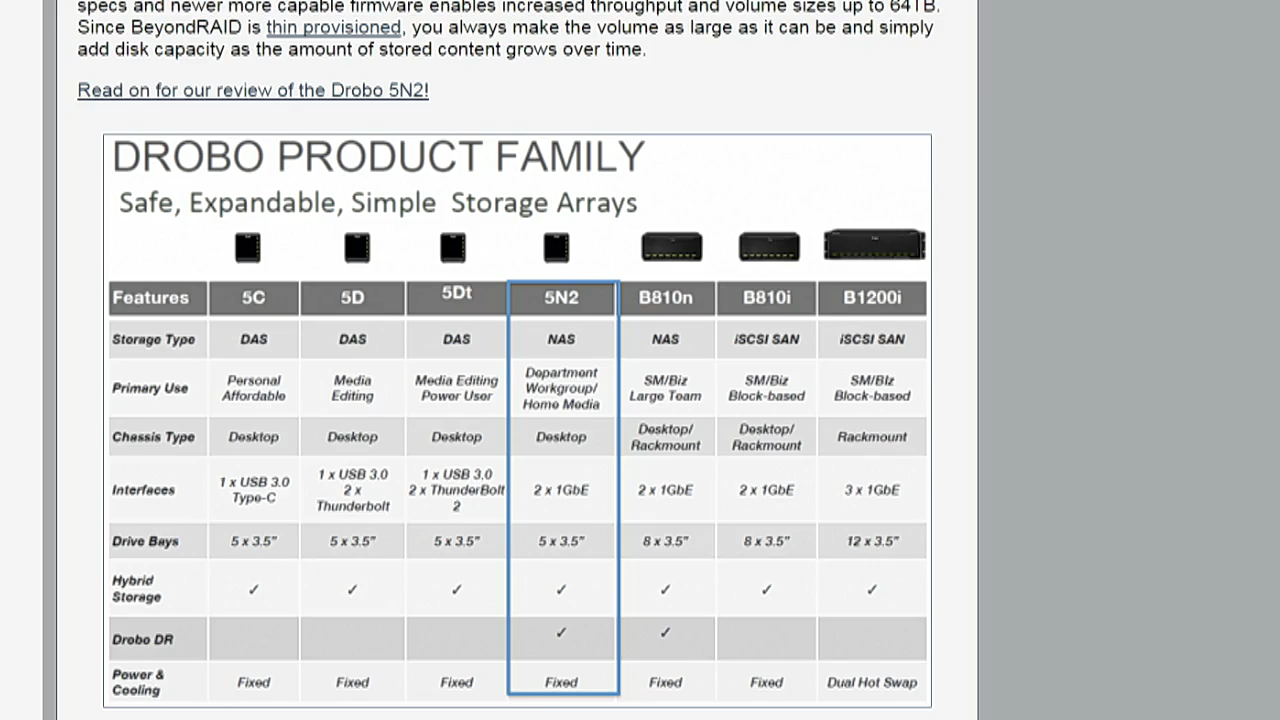 specs and newer more capable firmware enables increased throughput and volume sizes up to 64TB.
Since BeyondRAID is thin provisioned, you always make the volume as large as it can be and simply
add disk capacity as the amount of stored content grows over time.
Read on for our review of the Drobo 5N2!
DROBO PRODUCT FAMILY
Safe, Expandable, Simple Storage Arrays
Features 5C 5D 5Dt 5N2 B810n B810i B1200i
Storage Type DAS DAS DAS NAS NAS iSCSI SAN iSCSI SAN
Primary Use Personal Affordable Media Editing Media Editing Power User Department Workgroup/ Home Media SM/Biz Large Team SM/Biz Block-based SM/Biz Block-based
Chassis Type Desktop Desktop Desktop Desktop Desktop/ Rackmount Desktop/ Rackmount Rackmount
Interfaces 1 x USB 3.0 Type-C 1 x USB 3.0 2 x Thunderbolt 1 x USB 3.0 2 x ThunderBolt 2 2 x 1GbE 2 x 1GbE 2 x 1GbE 3 x 1GbE
Drive Bays 5 x 3.5" 5 x 3.5" 5 x 3.5" 5 x 3.5" 8 x 3.5" 8 x 3.5" 12 x 3.5"
Hybrid Storage ✓ ✓ ✓ ✓ ✓ ✓ ✓
Drobo DR ✓ ✓
Power & Cooling Fixed Fixed Fixed Fixed Fixed Fixed Dual Hot Swap